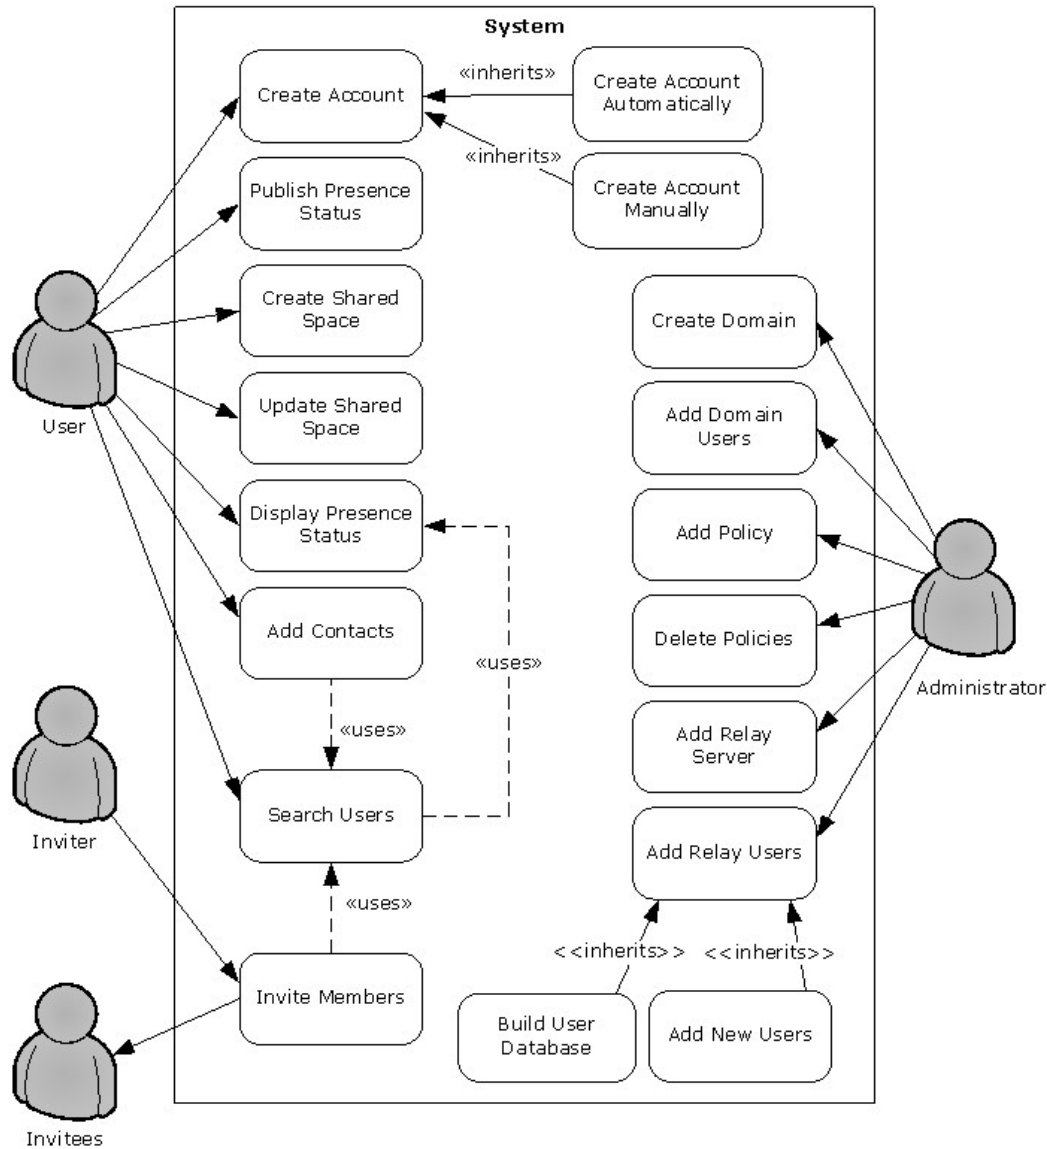 System
Create Account
«inherits»
Create Account
Automatically
«inherits»
Create Account
Manually
Publish Presence
Status
Create Shared
Space
Update Shared
Space
Display Presence
Status
Add Contacts
«uses»
«uses»
Search Users
«uses»
Invite Members
User
Inviter
Invitees
Create Domain
Add Domain
Users
Add Policy
Delete Policies
Add Relay
Server
Add Relay Users
<<inherits>>
<<inherits>>
Build User
Database
Add New Users
Administrator